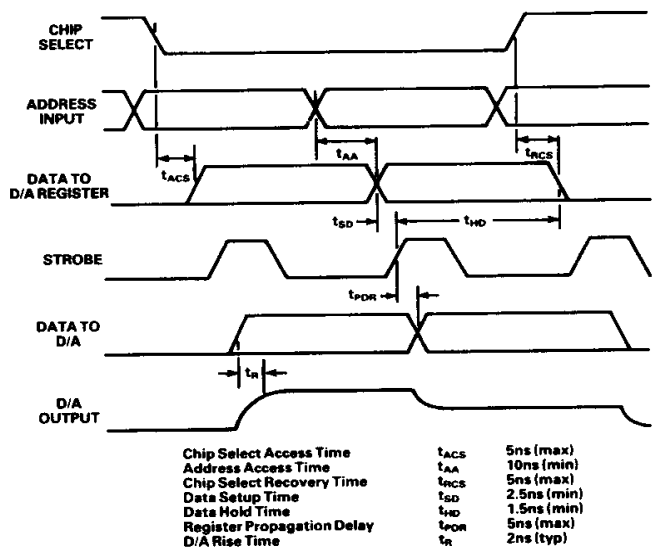 CHIP
SELECT
ADDRESS
INPUT
tAA
tRCS
tACS
DATA TO
D/A REGISTER
tSD
tHD
STROBE
tPDR
DATA TO
D/A
tR
D/A
OUTPUT
Chip Select Access Time tACS 5ns (max)
Address Access Time tAA 10ns (min)
Chip Select Recovery Time tRCS 5ns (max)
Data Setup Time tSD 2.5ns (min)
Data Hold Time tHD 1.5ns (min)
Register Propagation Delay tPDR 5ns (max)
D/A Rise Time tR 2ns (typ)